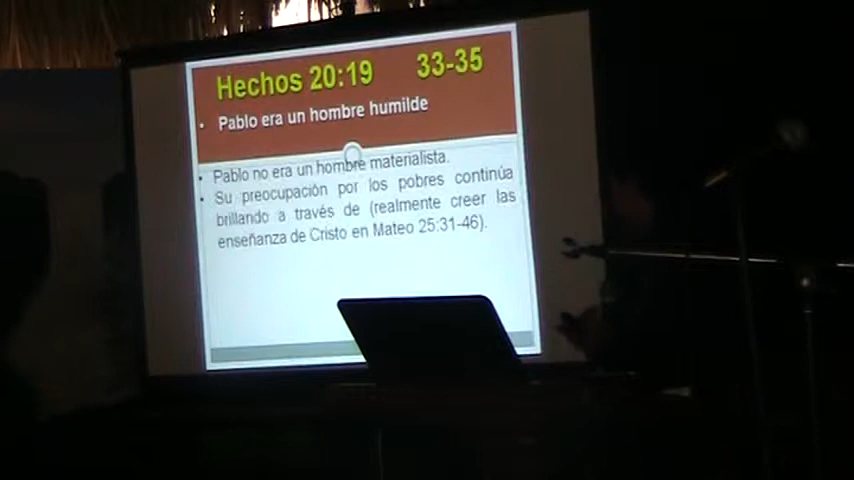 Hechos 20:19 33-35
• Pablo era un hombre humilde
• Pablo no era un hombre materialista.
• Su preocupación por los pobres continúa
brillando a través de (realmente creer las
enseñanza de Cristo en Mateo 25:31-46).